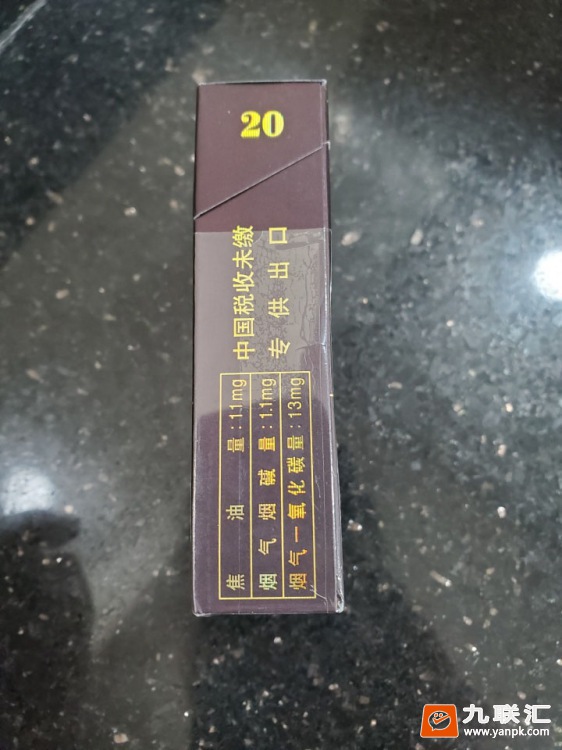 20
中国税收未缴
专供出口
焦油量:11mg
烟气烟碱量:1.1mg
烟气一氧化碳量:13mg
九联汇
www.yanpk.com